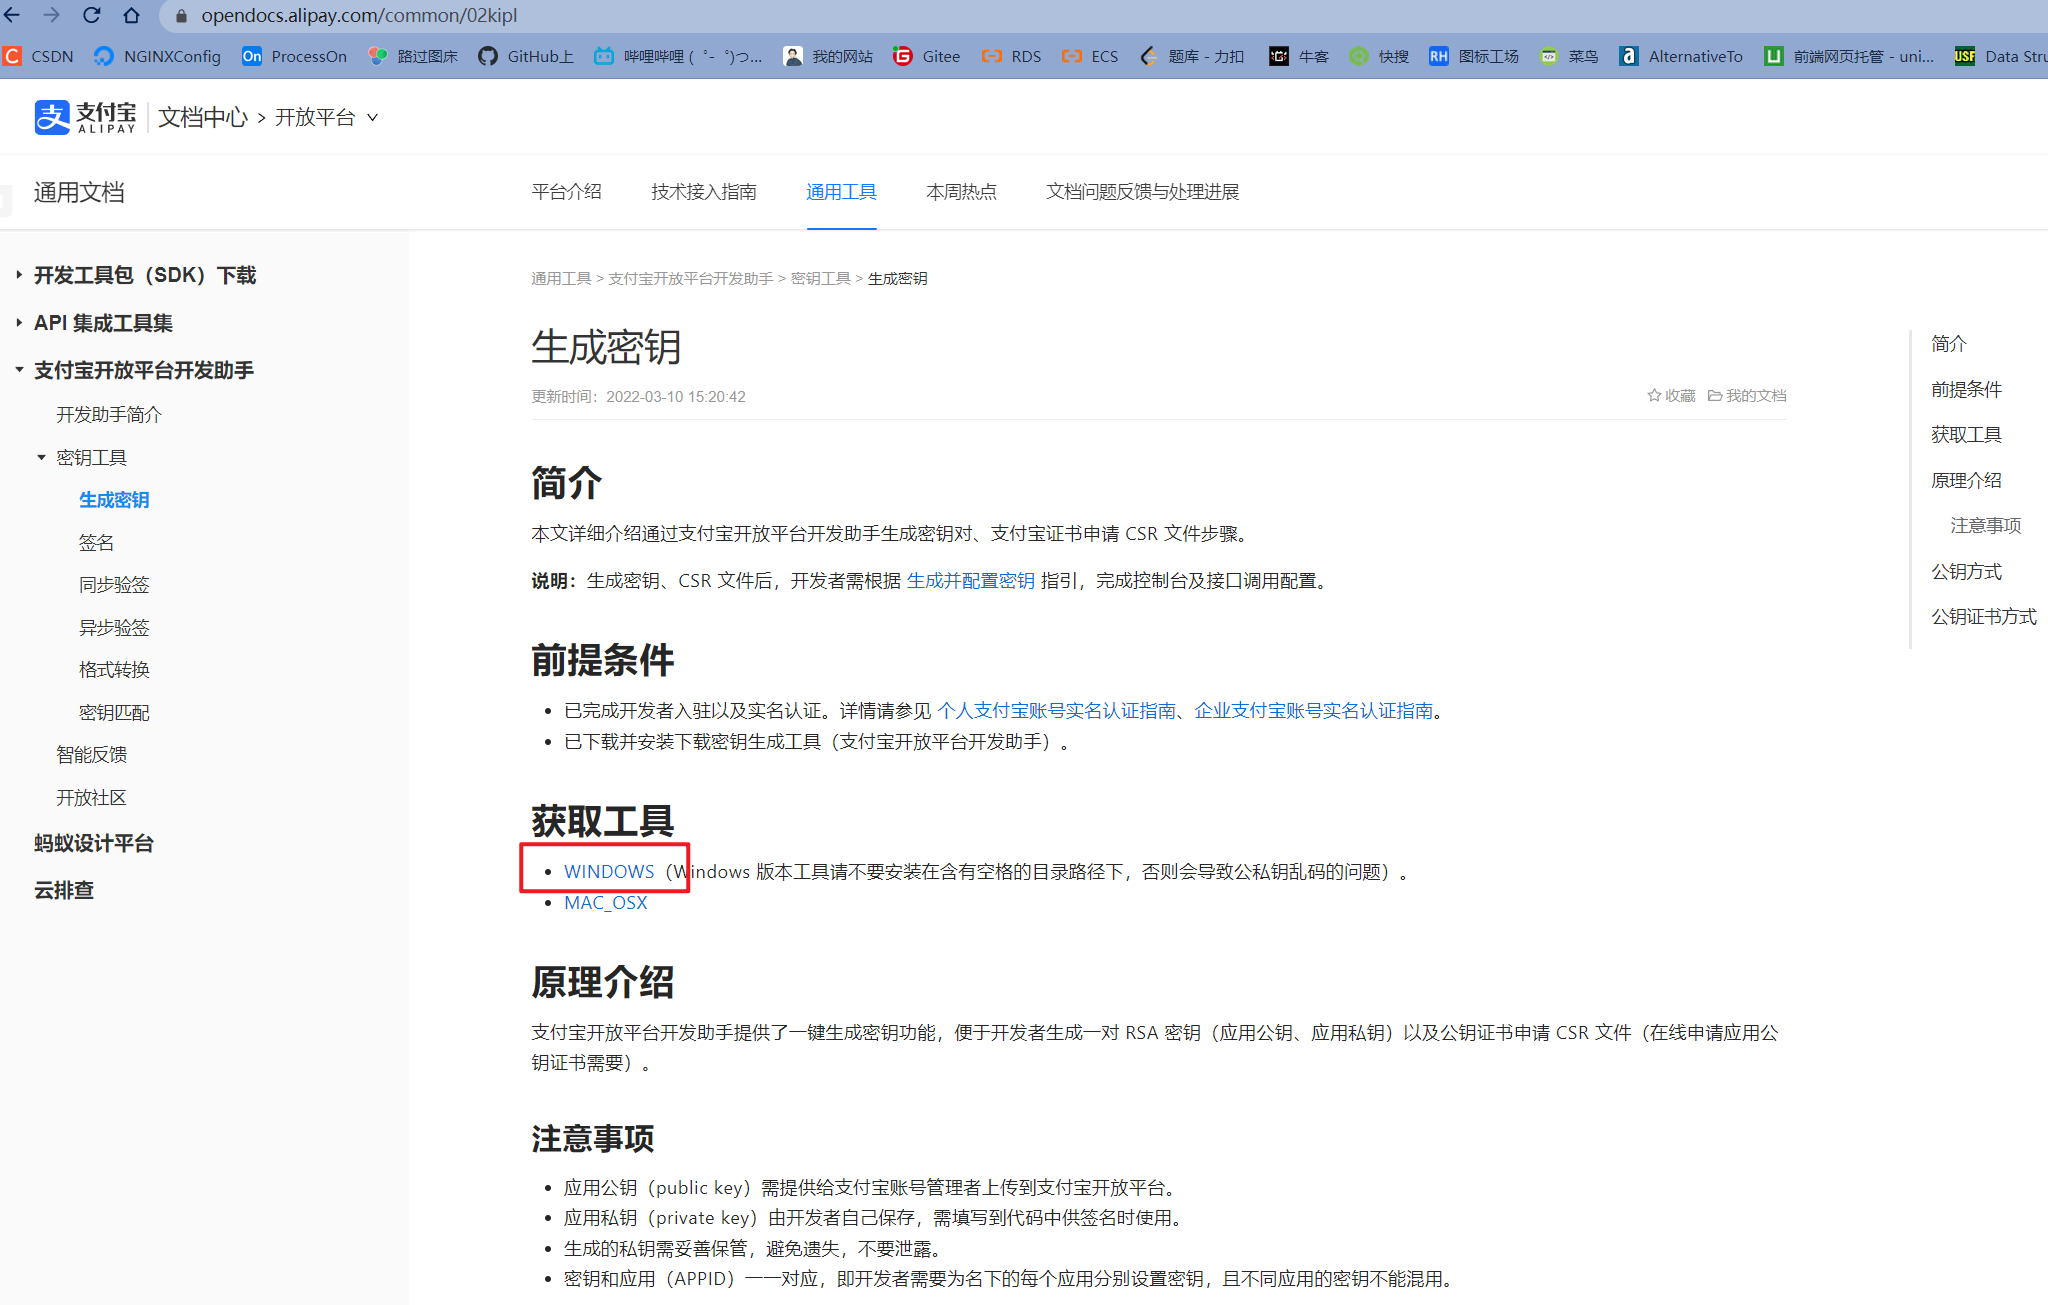 opendocs.alipay.com/common/02kipl
CSDN NGINXConfig ProcessOn 路过图床 GitHub上 哔哩哔哩 ( ゜- ゜)つ... 我的网站 Gitee RDS ECS 题库 - 力扣 牛客 快搜 图标工场 菜鸟 AlternativeTo 前端网页托管 - uni... Data Stru
支付宝 ALIPAY 文档中心 > 开放平台
通用文档 平台介绍 技术接入指南 通用工具 本周热点 文档问题反馈与处理进展
开发工具包（SDK）下载
API 集成工具集
支付宝开放平台开发助手
开发助手简介
密钥工具
生成密钥
签名
同步验签
异步验签
格式转换
密钥匹配
智能反馈
开放社区
蚂蚁设计平台
云排查
通用工具 > 支付宝开放平台开发助手 > 密钥工具 > 生成密钥
生成密钥
更新时间：2022-03-10 15:20:42 收藏 我的文档
简介
本文详细介绍通过支付宝开放平台开发助手生成密钥对、支付宝证书申请 CSR 文件步骤。
说明：生成密钥、CSR 文件后，开发者需根据 生成并配置密钥 指引，完成控制台及接口调用配置。
前提条件
已完成开发者入驻以及实名认证。详情请参见 个人支付宝账号实名认证指南、企业支付宝账号实名认证指南。
已下载并安装下载密钥生成工具（支付宝开放平台开发助手）。
获取工具
WINDOWS（Windows 版本工具请不要安装在含有空格的目录路径下，否则会导致公私钥乱码的问题）。
MAC_OSX
原理介绍
支付宝开放平台开发助手提供了一键生成密钥功能，便于开发者生成一对 RSA 密钥（应用公钥、应用私钥）以及公钥证书申请 CSR 文件（在线申请应用公
钥证书需要）。
注意事项
应用公钥（public key）需提供给支付宝账号管理者上传到支付宝开放平台。
应用私钥（private key）由开发者自己保存，需填写到代码中供签名时使用。
生成的私钥需妥善保管，避免遗失，不要泄露。
密钥和应用（APPID）一一对应，即开发者需要为名下的每个应用分别设置密钥，且不同应用的密钥不能混用。
简介
前提条件
获取工具
原理介绍
注意事项
公钥方式
公钥证书方式